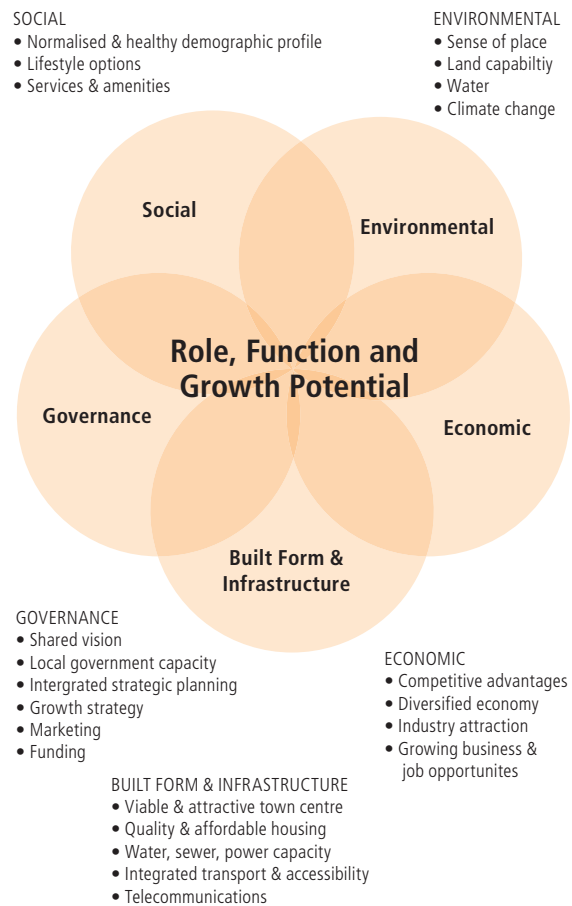 SOCIAL
• Normalised & healthy demographic profile
• Lifestyle options
• Services & amenities
ENVIRONMENTAL
• Sense of place
• Land capabiltiy
• Water
• Climate change
Social
Environmental
Role, Function and
Growth Potential
Governance
Economic
Built Form &
Infrastructure
GOVERNANCE
• Shared vision
• Local government capacity
• Intergrated strategic planning
• Growth strategy
• Marketing
• Funding
ECONOMIC
• Competitive advantages
• Diversified economy
• Industry attraction
• Growing business &
job opportunites
BUILT FORM & INFRASTRUCTURE
• Viable & attractive town centre
• Quality & affordable housing
• Water, sewer, power capacity
• Integrated transport & accessibility
• Telecommunications